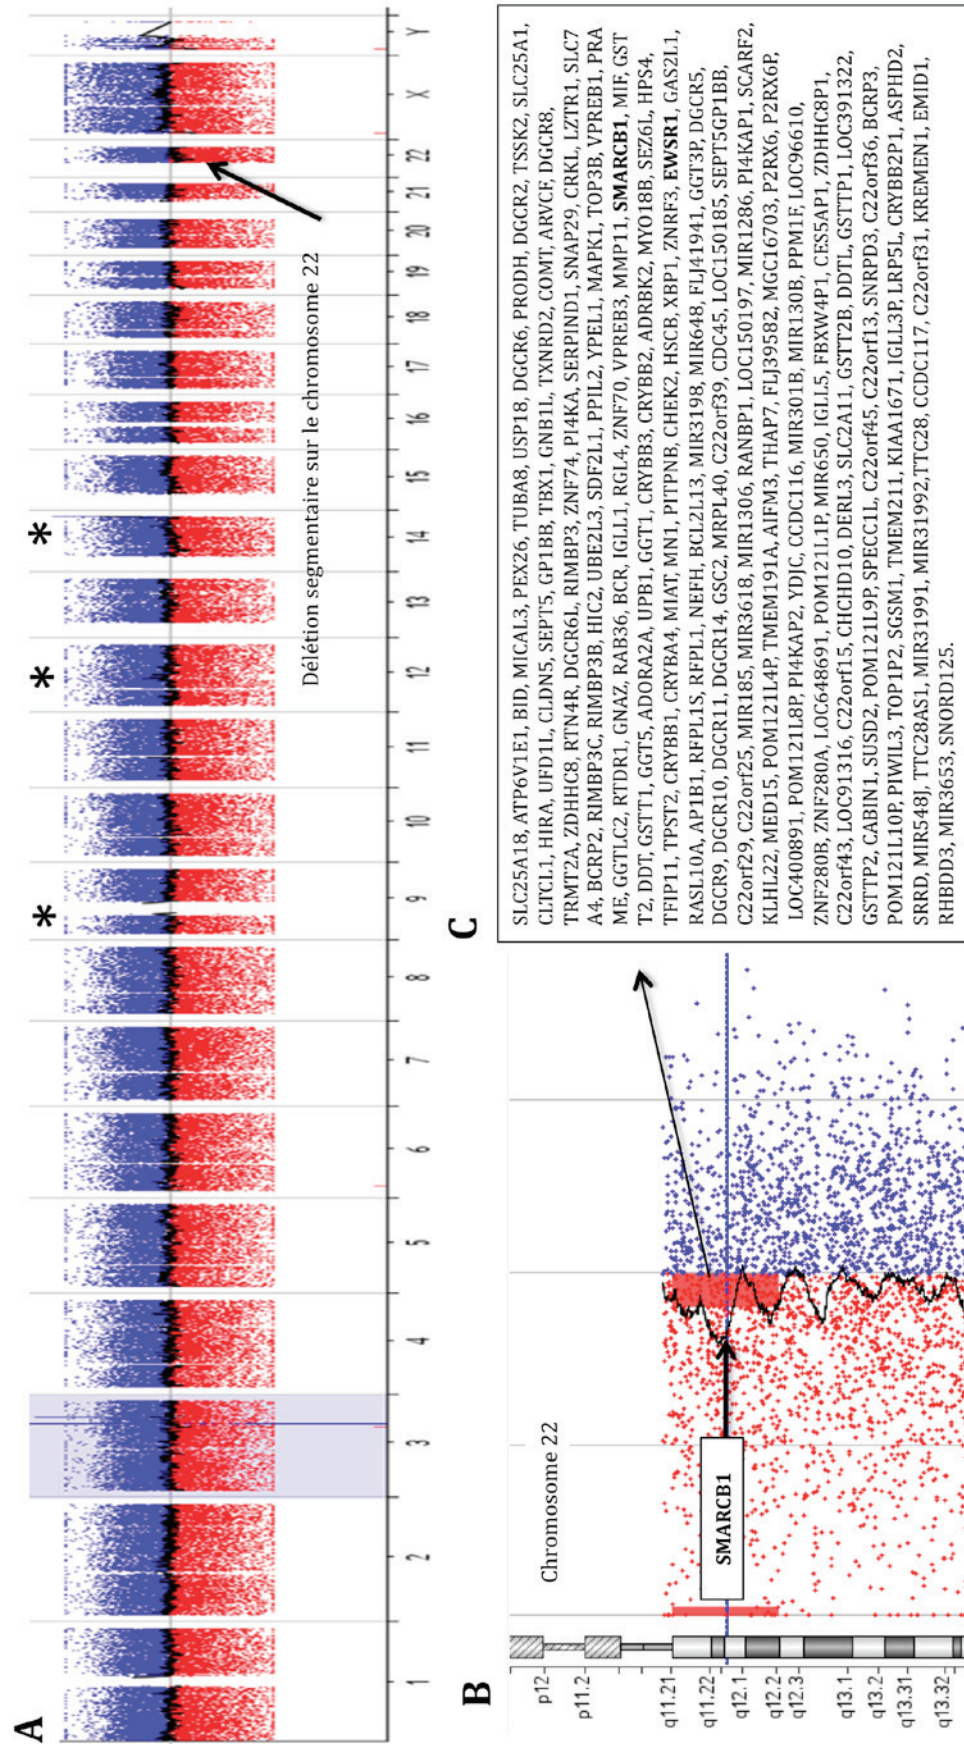 A
*
*
*
1
2
3
4
5
6
7
8
9
10
11
12
13
14
15
16
17
18
19
20
21
22
X
Y
Délétion segmentaire sur le chromosome 22
B
Chromosome 22
SMARCB1
p12
p11.2
q11.21
q11.22
q12.1
q12.2
q12.3
q13.1
q13.2
q13.31
q13.32
C
SLC25A18, ATP6V1E1, BID, MICAL3, PEX26, TUBA8, USP18, DGCR6, PRODH, DGCR2, TSSK2, SLC25A1,
CLTCL1, HIRA, UFD1L, CLDN5, SEPT5, GP1BB, TBX1, GNB1L, TXNRD2, COMT, ARVCF, DGCR8,
TRMT2A, ZDHHC8, RTN4R, DGCR6L, RIMBP3, ZNF74, PI4KA, SERPIND1, SNAP29, CRKL, LZTR1, SLC7
A4, BCRP2, RIMBP3C, RIMBP3B, HIC2, UBE2L3, SDF2L1, PPIL2, YPEL1, MAPK1, TOP3B, VPREB1, PRA
ME, GGTLC2, RTDR1, GNAZ, RAB36, BCR, IGLL1, RGL4, ZNF70, VPREB3, MMP11, SMARCB1, MIF, GST
T2, DDT, GSTT1, GGT5, ADORA2A, UPB1, GGT1, CRYBB3, CRYBB2, ADRBK2, MYO18B, SEZ6L, HPS4,
TFIP11, TPST2, CRYBB1, CRYBA4, MIAT, MN1, PITPNB, CHEK2, HSCB, XBP1, ZNRF3, EWSR1, GAS2L1,
RASL10A, AP1B1, RFPL1S, RFPL1, NEFH, BCL2L13, MIR3198, MIR648, FLJ41941, GGT3P, DGCR5,
DGCR9, DGCR10, DGCR11, DGCR14, GSC2, MRPL40, C22orf39, CDC45, LOC150185, SEPT5GP1BB,
C22orf29, C22orf25, MIR185, MIR3618, MIR1306, RANBP1, LOC150197, MIR1286, PI4KAP1, SCARF2,
KLHL22, MED15, POM121L4P, TMEM191A, AIFM3, THAP7, FLJ39582, MGC16703, P2RX6, P2RX6P,
LOC400891, POM121L8P, PI4KAP2, YDJC, CCDC116, MIR301B, MIR130B, PPM1F, LOC96610,
ZNF280B, ZNF280A, LOC648691, POM121L1P, MIR650, IGLL5, FBXW4P1, CES5AP1, ZDHHC8P1,
C22orf43, LOC91316, C22orf15, CHCHD10, DERL3, SLC2A11, GSTT2B, DDTL, GSTTP1, LOC391322,
GSTTP2, CABIN1, SUSD2, POM121L9P, SPECC1L, C22orf45, C22orf13, SNRPD3, C22orf36, BCRP3,
POM121L10P, PIWIL3, TOP1P2, SGSM1, TMEM211, KIAA1671, IGLL3P, LRP5L, CRYBB2P1, ASPHD2,
SRRD, MIR548J, TTC28AS1, MIR31991, MIR31992,TTC28, CCDC117, C22orf31, KREMEN1, EMID1,
RHBDD3, MIR3653, SNORD125.